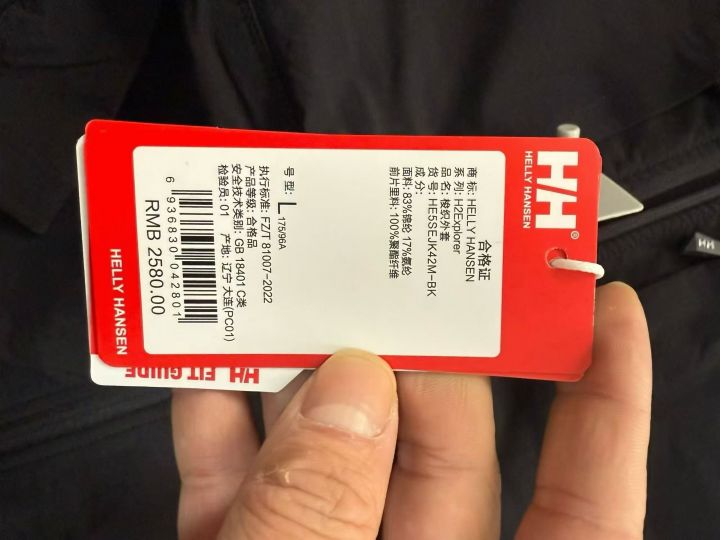 H/H®
HELLY HANSEN
合格证
商标: HELLY HANSEN
系列: H2Explorer
品名: 梭织外套
货号: HE5SEJK42M-BK
成分:
面料: 83%锦纶 17%氨纶
前片里料: 100%聚酯纤维
号型: L 175/96A
执行标准: FZ/T 81007-2022
产品等级: 合格品
安全技术类别: GB 18401 C类
检验员: 01 产地: 辽宁 大连(PC01)
6 936830 042801
RMB 2580.00
HELLY HANSEN
H/H FIT GUIDE
HH